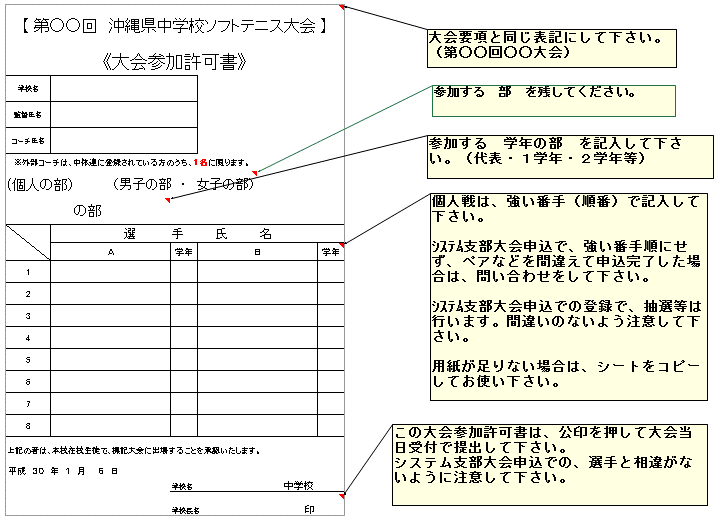 【 第〇〇回　沖縄県中学校ソフトテニス大会 】
《大会参加許可書》
学校名
監督氏名
コーチ氏名
※外部コーチは、中体連に登録されている方のうち、1名に限ります。
(個人の部)　　(男子の部 ・ 女子の部)
の部
選　手　氏　名
A　学年　B　学年
1
2
3
4
5
6
7
8
上記の者は、本校在校生徒で、標記大会に出場することを承認いたします。
平成 30 年 1 月 6 日
学校名　中学校
学校長名　印
大会要項と同じ表記にして下さい。
（第〇〇回〇〇大会）
参加する　部　を残してください。
参加する　学年の部　を記入して下さ
い。（代表・１学年・２学年等）
個人戦は、強い番手（順番）で記入して
下さい。
ｼｽﾃﾑ支部大会申込で、強い番手順にせ
ず、ペアなどを間違えて申込完了した場
合は、問い合わせをして下さい。
ｼｽﾃﾑ支部大会申込での登録で、抽選等は
行います。間違いのないよう注意して下
さい。
用紙が足りない場合は、シートをコピー
してお使い下さい。
この大会参加許可書は、公印を押して大会当
日受付で提出して下さい。
システム支部大会申込での、選手と相違がな
いように注意して下さい。